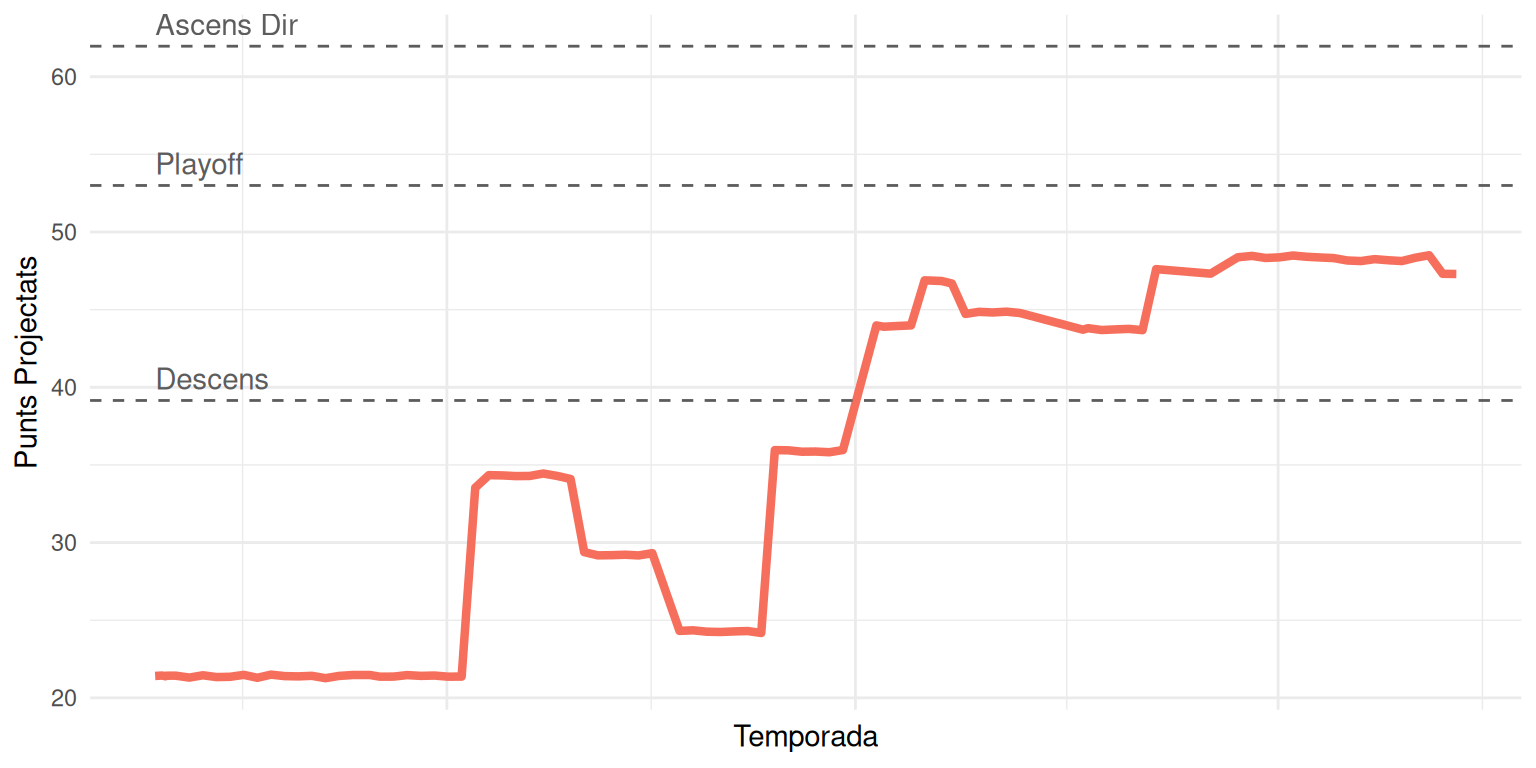 Ascens Dir
60
Playoff
50
Descens
40
30
20
Punts Projectats
Temporada